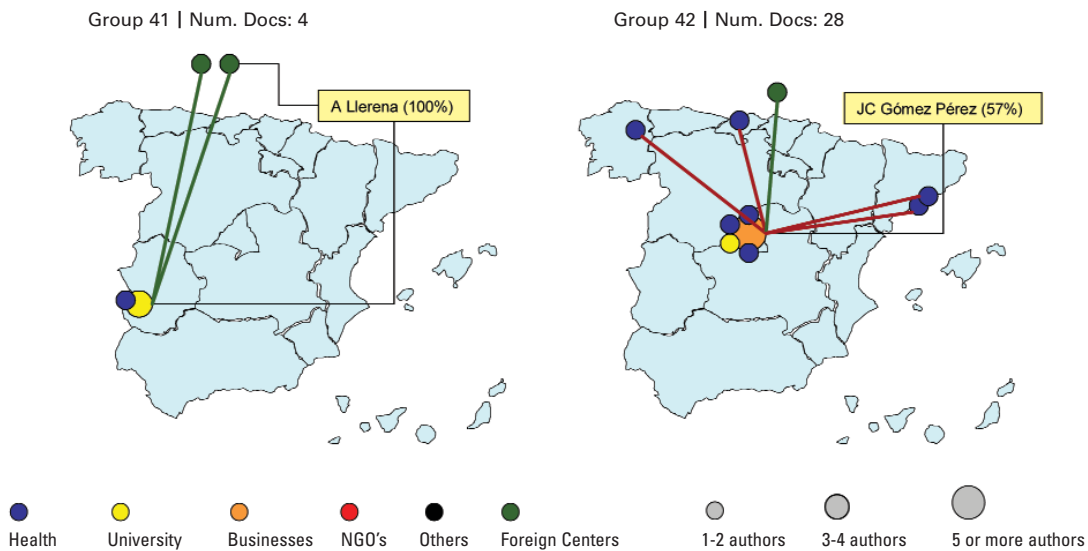 Group 41 | Num. Docs: 4
Group 42 | Num. Docs: 28
A Llerena (100%)
JC Gómez Pérez (57%)
Health
University
Businesses
NGO's
Others
Foreign Centers
1-2 authors
3-4 authors
5 or more authors